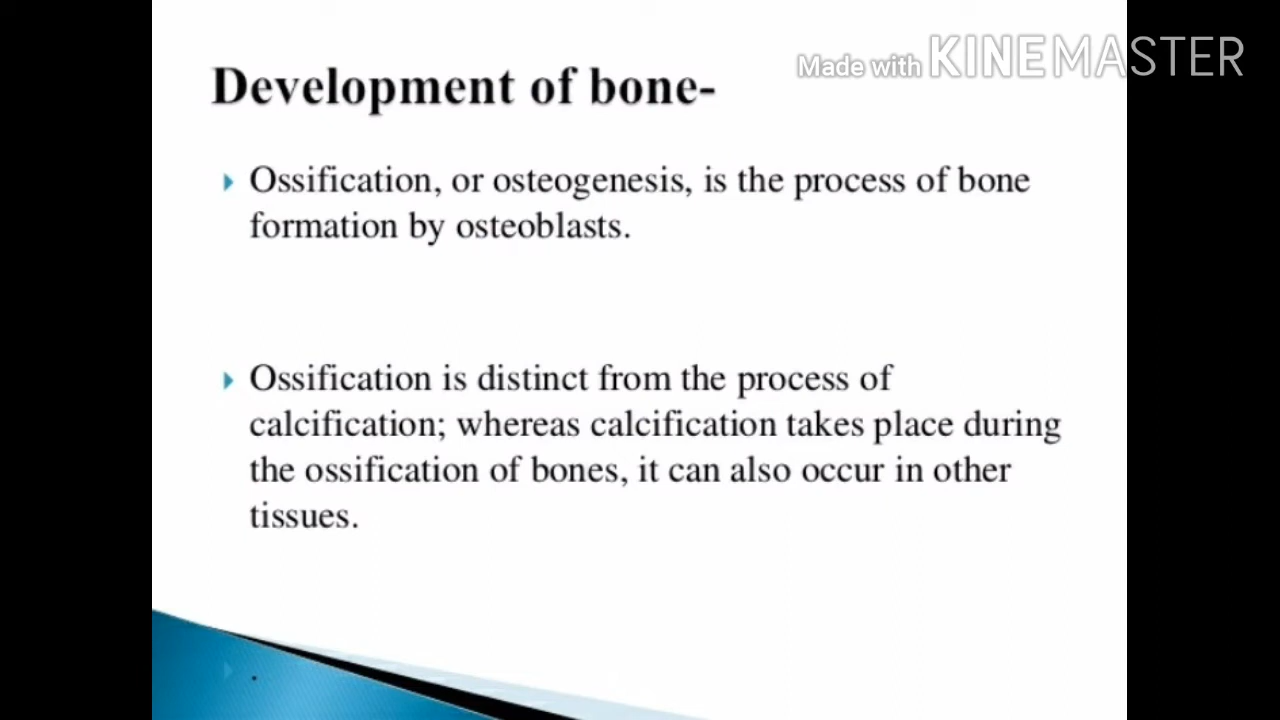 Made with KINEMASTER
Development of bone-
Ossification, or osteogenesis, is the process of bone
formation by osteoblasts.
Ossification is distinct from the process of
calcification; whereas calcification takes place during
the ossification of bones, it can also occur in other
tissues.
.